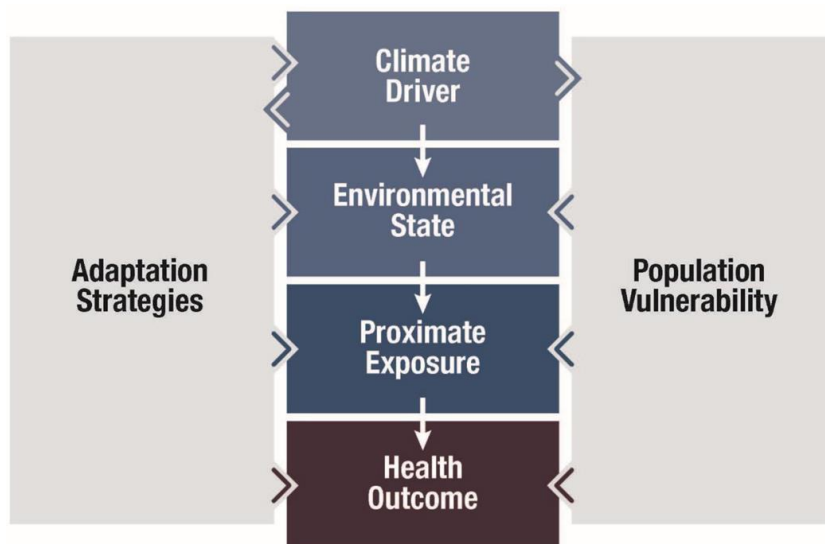 Climate
Driver
Environmental
State
Adaptation
Strategies
Population
Vulnerability
Proximate
Exposure
Health
Outcome